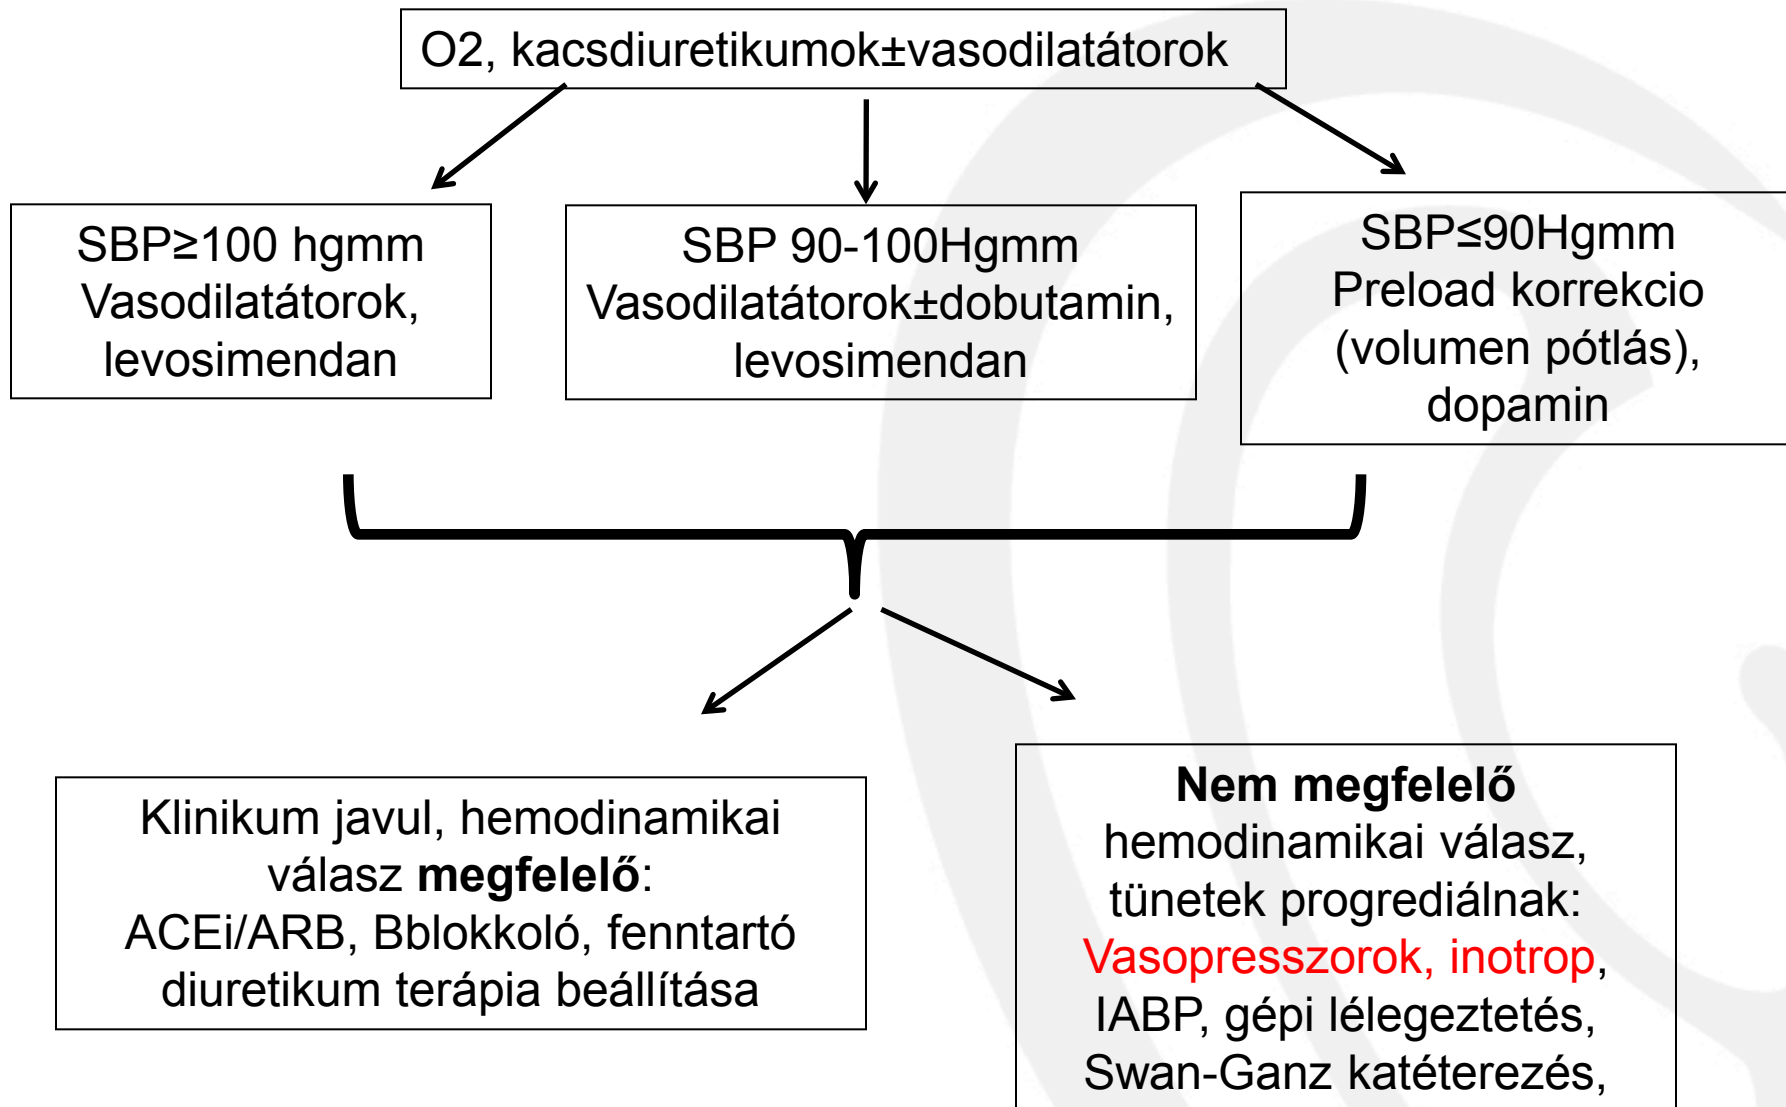 O2, kacsdiuretikumok±vasodilatátorok
SBP≥100 hgmm
Vasodilatátorok,
levosimendan
SBP 90-100Hgmm
Vasodilatátorok±dobutamin,
levosimendan
SBP≤90Hgmm
Preload korrekcio
(volumen pótlás),
dopamin
Klinikum javul, hemodinamikai
válasz megfelelő:
ACEi/ARB, Bblokkoló, fenntartó
diuretikum terápia beállítása
Nem megfelelő
hemodinamikai válasz,
tünetek progrediálnak:
Vasopresszorok, inotrop,
IABP, gépi lélegeztetés,
Swan-Ganz katéterezés,